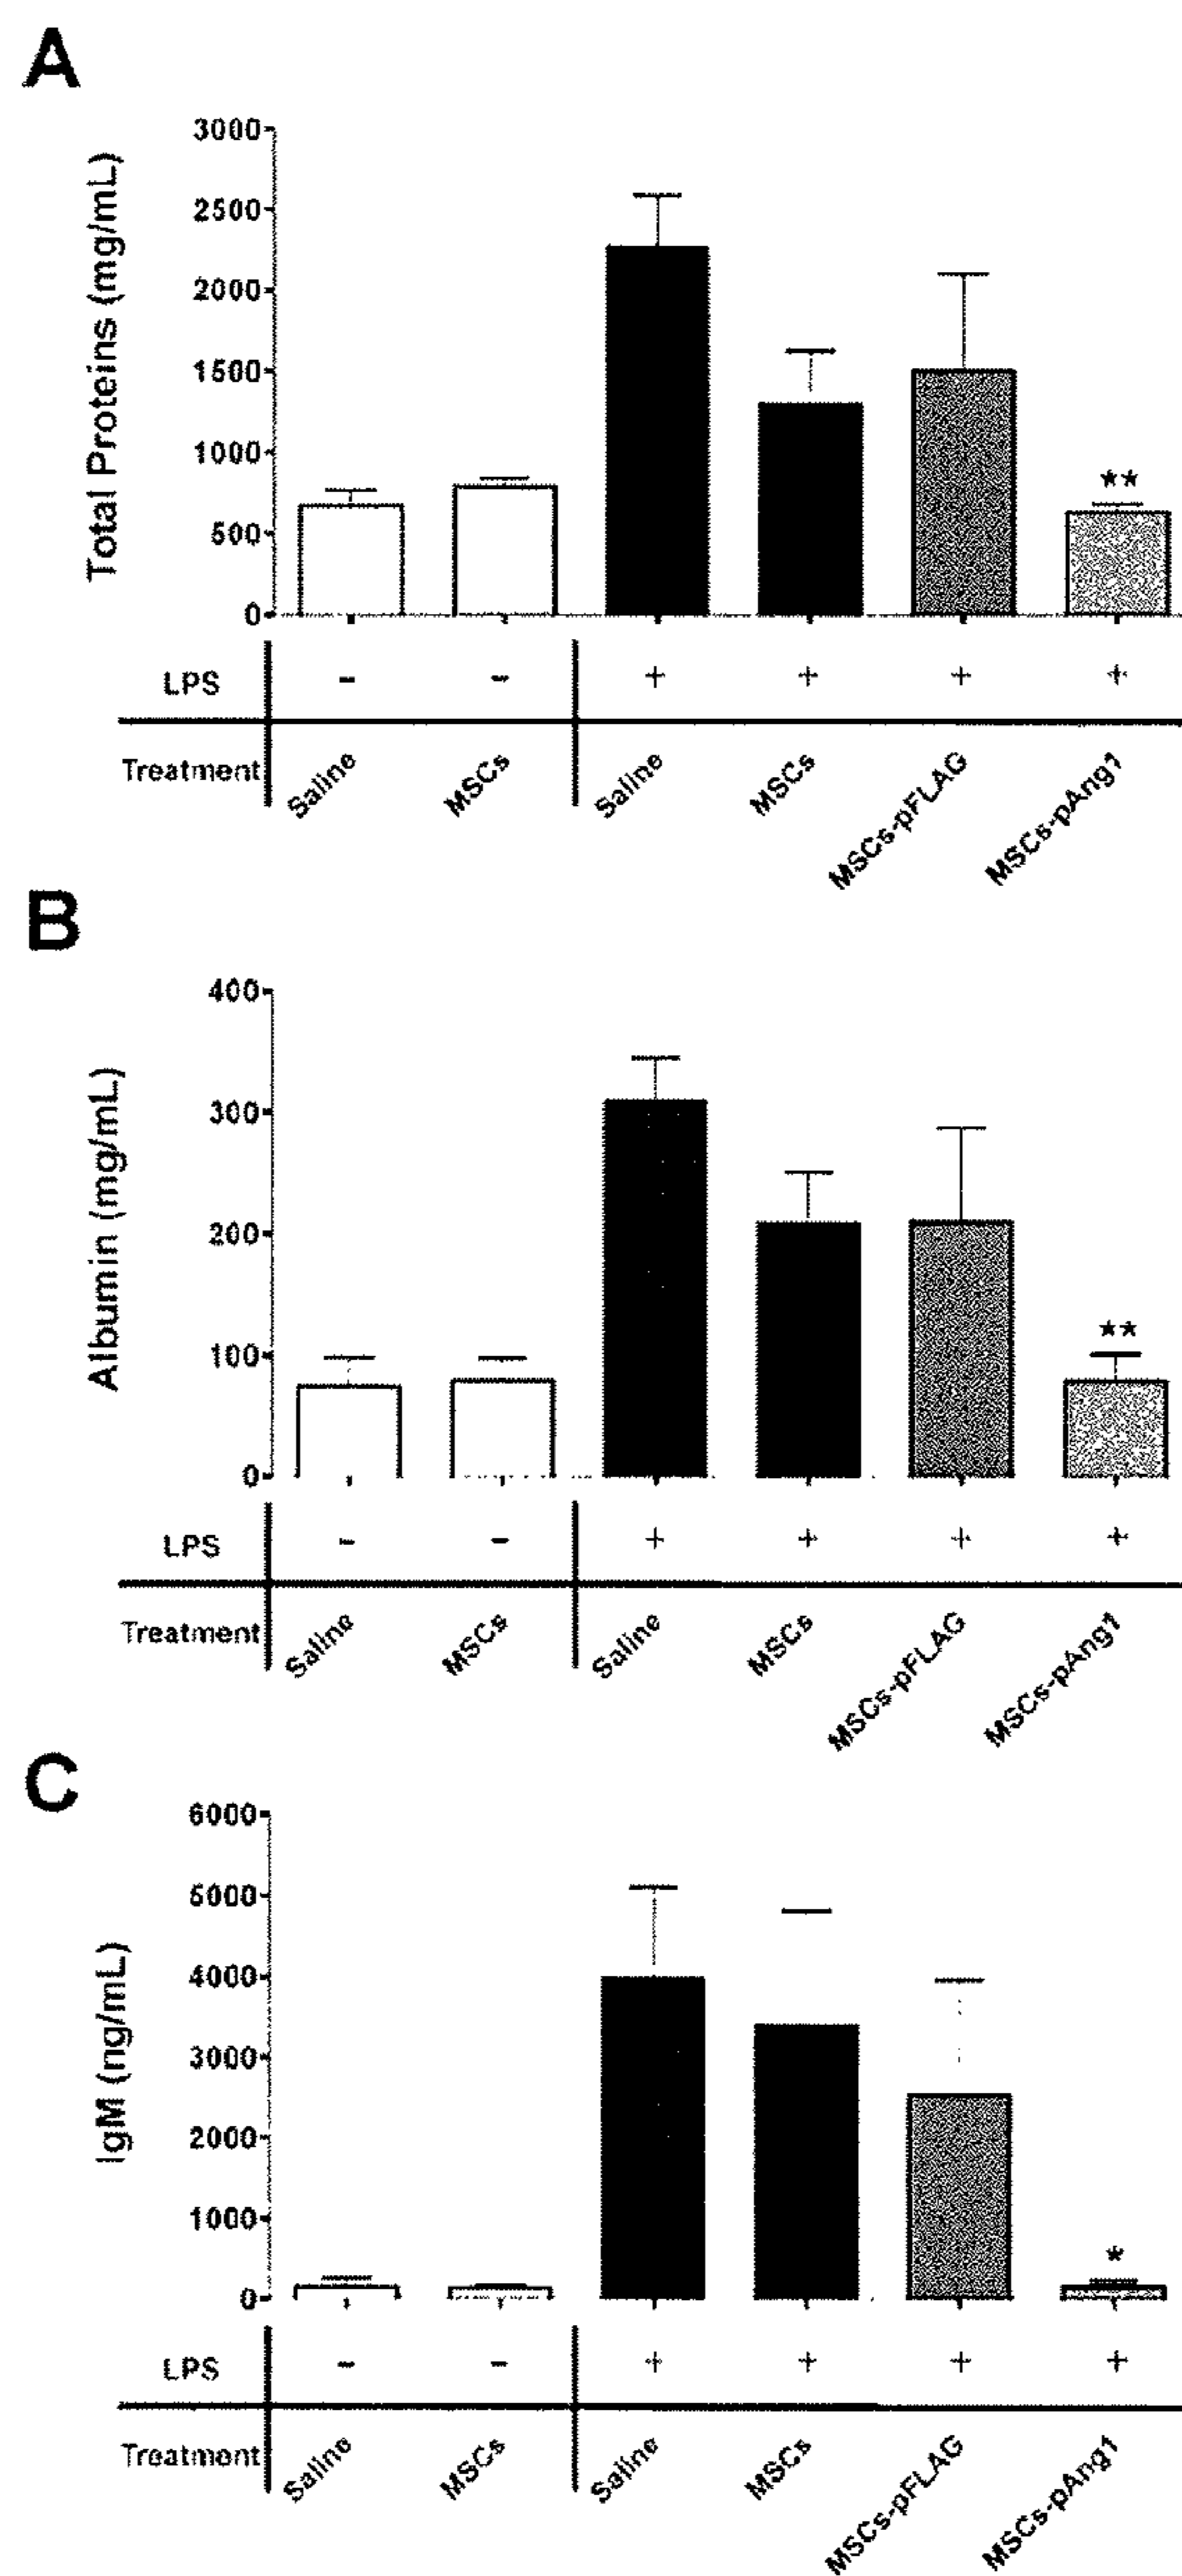 A
Total Proteins (mg/mL)
3000
2500
2000
1500
1000
500
0
**
LPS - - + + + +
Treatment Saline MSCs Saline MSCs MSCs-pFLAG MSCs-pAng1
B
Albumin (mg/mL)
400
300
200
100
0
**
LPS - - + + + +
Treatment Saline MSCs Saline MSCs MSCs-pFLAG MSCs-pAng1
C
IgM (ng/mL)
6000
5000
4000
3000
2000
1000
0
*
LPS - - + + + +
Treatment Saline MSCs Saline MSCs MSCs-pFLAG MSCs-pAng1